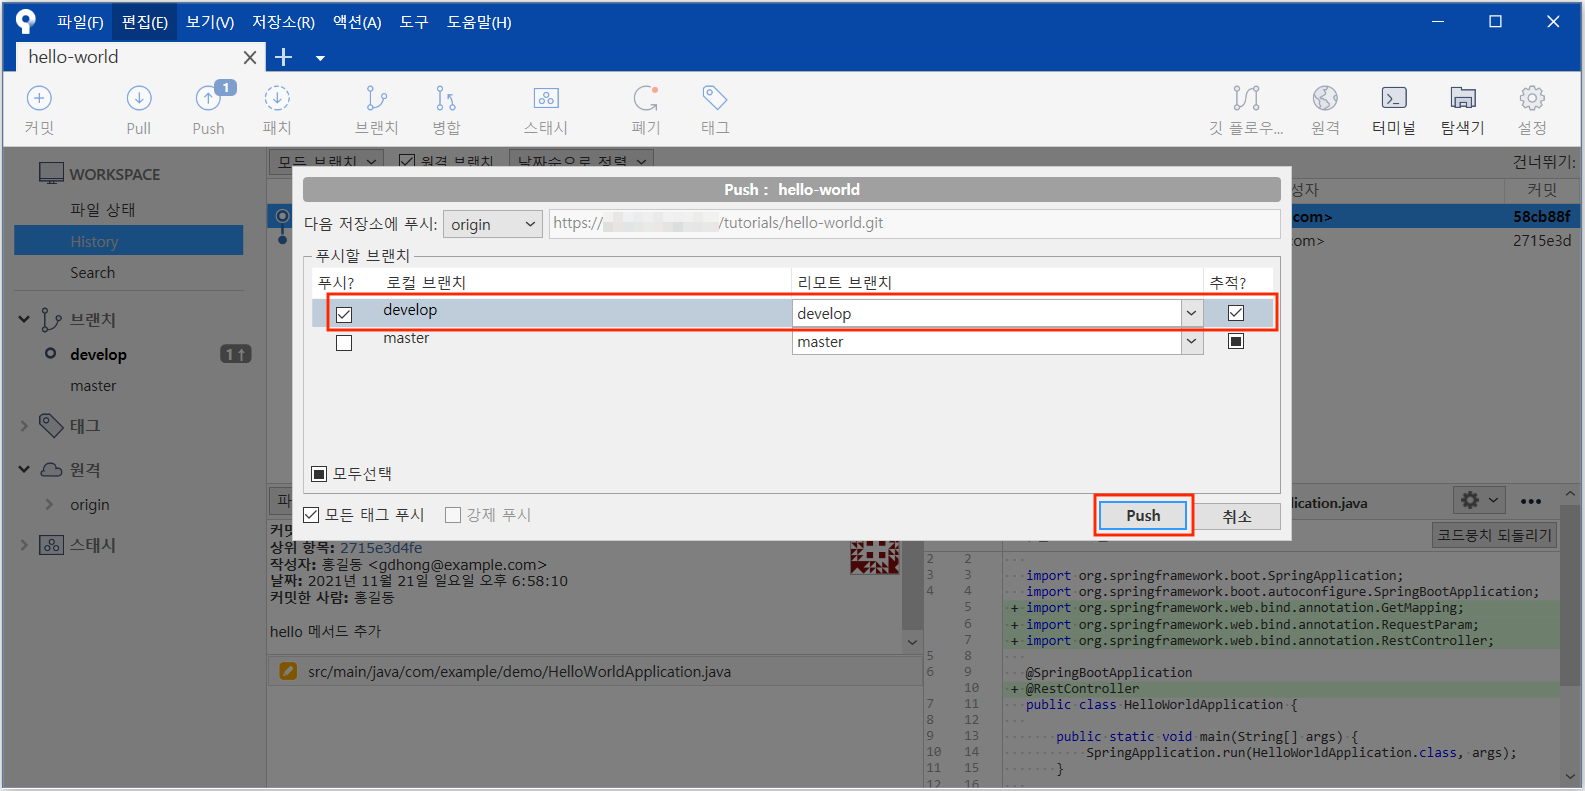 파일(F) 편집(E) 보기(V) 저장소(R) 액션(A) 도구 도움말(H)
hello-world
1
커밋 Pull Push 패치 브랜치 병합 스태시 폐기 태그 깃 플로우... 원격 터미널 탐색기 설정
모든 브랜치 원격 브랜치 날짜순으로 정렬 건너뛰기:
WORKSPACE
파일 상태
History
Search
브랜치
develop 1↑
master
태그
원격
origin
스태시
성자 커밋
com> 58cb88f
om> 2715e3d
Push : hello-world
다음 저장소에 푸시: origin https:// /tutorials/hello-world.git
푸시할 브랜치
푸시? 로컬 브랜치 리모트 브랜치 추적?
develop develop
master master
모두선택
모든 태그 푸시 강제 푸시
Push 취소
파
커밋
상위 항목: 2715e3d4fe
작성자: 홍길동 <gdhong@example.com>
날짜: 2021년 11월 21일 일요일 오후 6:58:10
커밋한 사람: 홍길동
hello 메서드 추가
src/main/java/com/example/demo/HelloWorldApplication.java
lication.java
코드뭉치 되돌리기
2 2
3 3 import org.springframework.boot.SpringApplication;
4 4 import org.springframework.boot.autoconfigure.SpringBootApplication;
5 + import org.springframework.web.bind.annotation.GetMapping;
6 + import org.springframework.web.bind.annotation.RequestParam;
7 + import org.springframework.web.bind.annotation.RestController;
5 8
6 9 @SpringBootApplication
10 + @RestController
7 11 public class HelloWorldApplication {
8 12
9 13 public static void main(String[] args) {
10 14 SpringApplication.run(HelloWorldApplication.class, args);
11 15 }
12 16